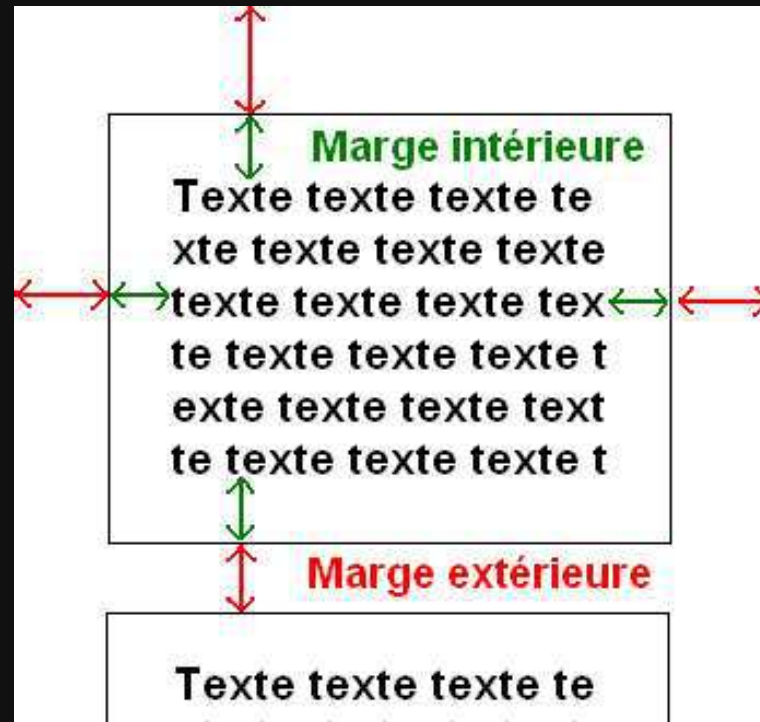 Marge intérieure
Texte texte texte te
xte texte texte texte
texte texte texte tex
te texte texte texte t
exte texte texte text
te texte texte texte t
Marge extérieure
Texte texte texte te